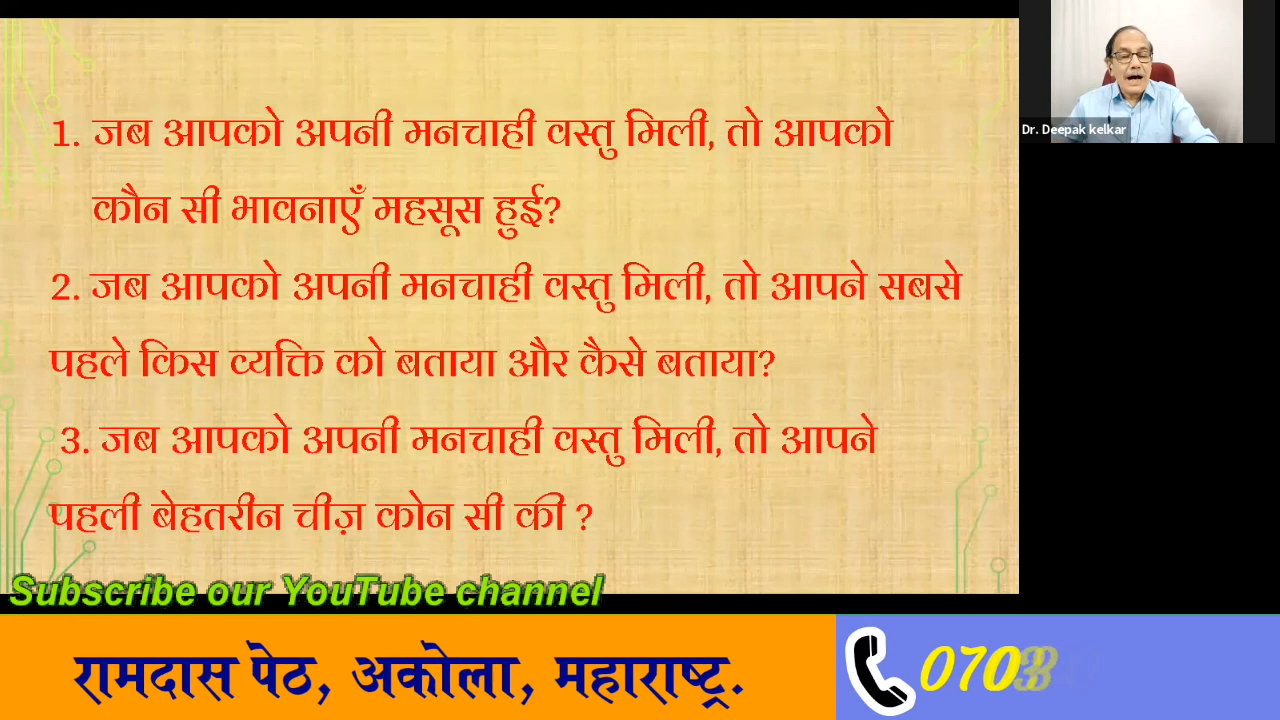 1. जब आपको अपनी मनचाही वस्तु मिली, तो आपको
कौन सी भावनाएँ महसूस हुई?
2. जब आपको अपनी मनचाही वस्तु मिली, तो आपने सबसे
पहले किस व्यक्ति को बताया और कैसे बताया?
3. जब आपको अपनी मनचाही वस्तु मिली, तो आपने
पहली बेहतरीन चीज़ कोन सी की ?
Dr. Deepak kelkar
Subscribe our YouTube channel
रामदास पेठ, अकोला, महाराष्ट्र.
070